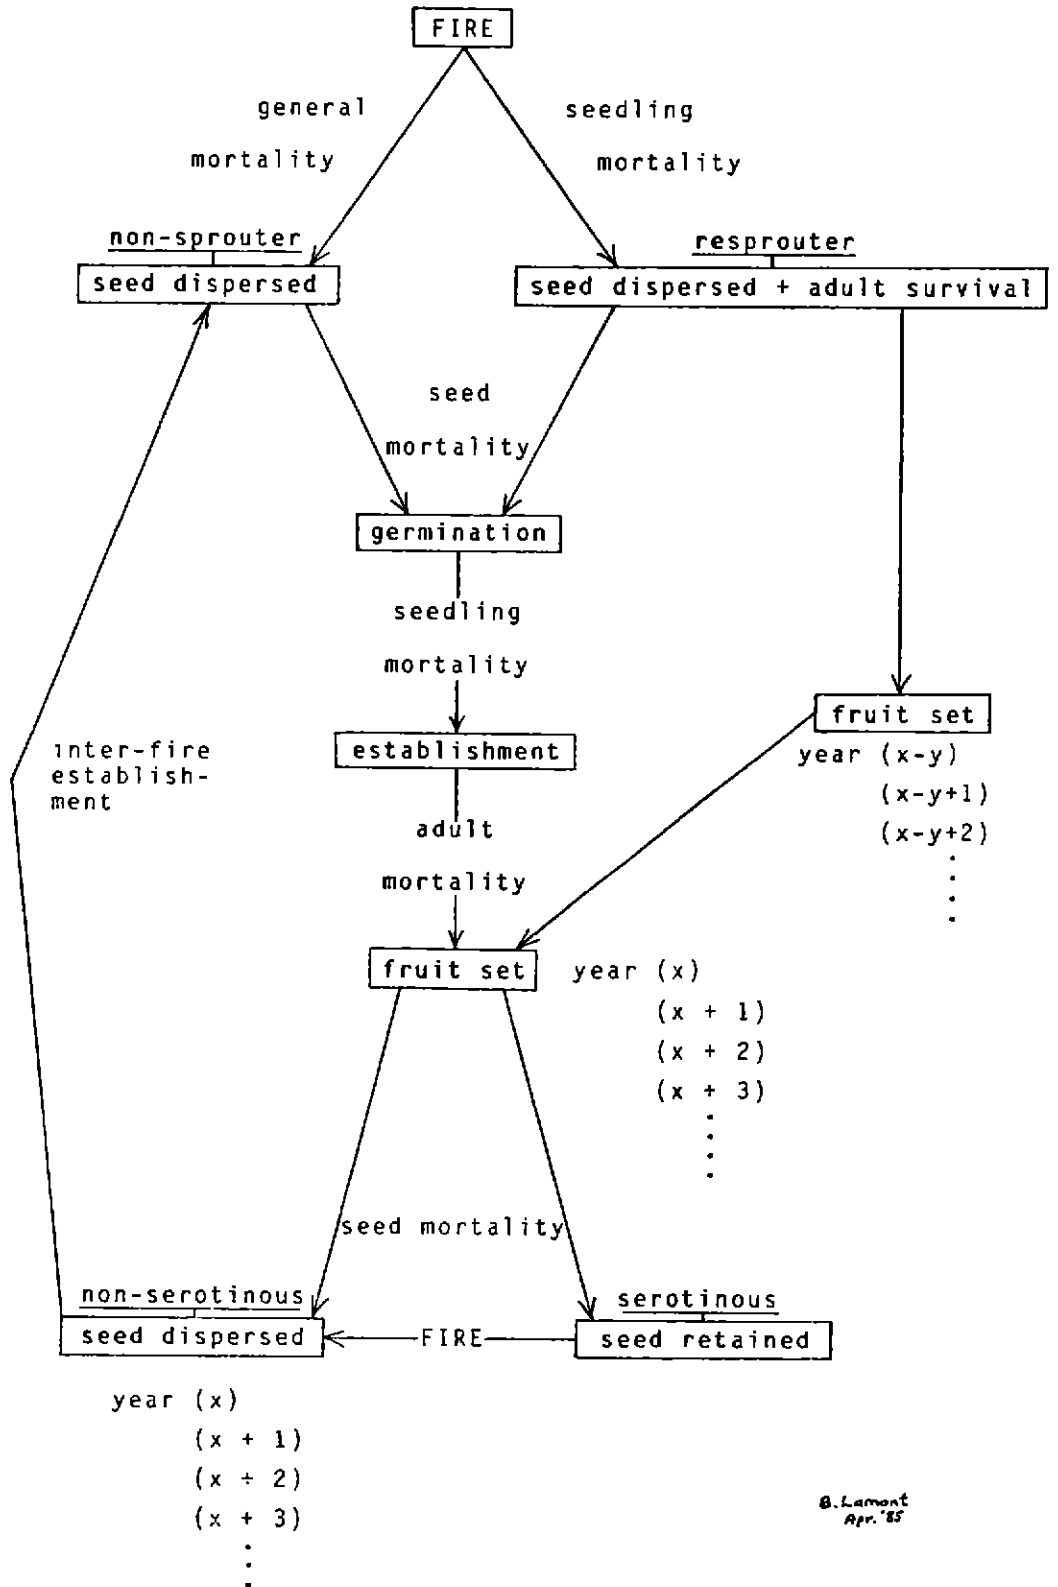 FIRE
general
mortality
seedling
mortality
non-sprouter
seed dispersed
resprouter
seed dispersed + adult survival
seed
mortality
germination
seedling
mortality
fruit set
year (x-y)
(x-y+1)
(x-y+2)
establishment
inter-fire
establish-
ment
adult
mortality
fruit set
year (x)
(x + 1)
(x + 2)
(x + 3)
seed mortality
non-serotinous
seed dispersed
FIRE
serotinous
seed retained
year (x)
(x + 1)
(x + 2)
(x + 3)
B. Lamont
Apr. '85